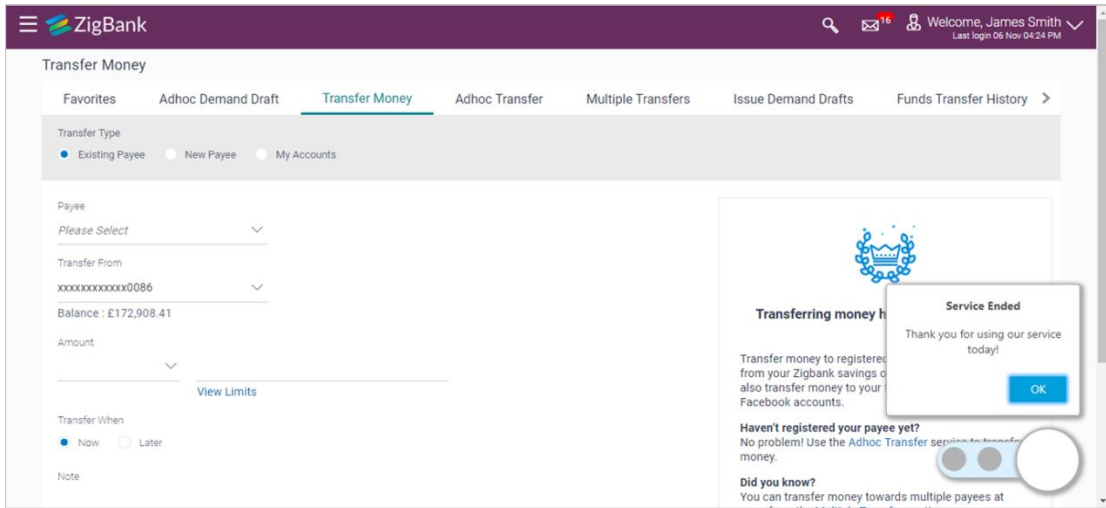 ZigBank
16
Welcome, James Smith
Last login 06 Nov 04:24 PM
Transfer Money
Favorites
Adhoc Demand Draft
Transfer Money
Adhoc Transfer
Multiple Transfers
Issue Demand Drafts
Funds Transfer History
Transfer Type
Existing Payee
New Payee
My Accounts
Payee
Please Select
Transfer From
xxxxxxxxxxxx0086
Balance : £172,908.41
Amount
View Limits
Transfer When
Now
Later
Note
Transferring money
Transfer money to registered
from your Zigbank savings
also transfer money to your
Facebook accounts.
Haven't registered your payee yet?
No problem! Use the Adhoc Transfer service to transfer
money.
Did you know?
You can transfer money towards multiple payees at
Service Ended
Thank you for using our service
today!
OK